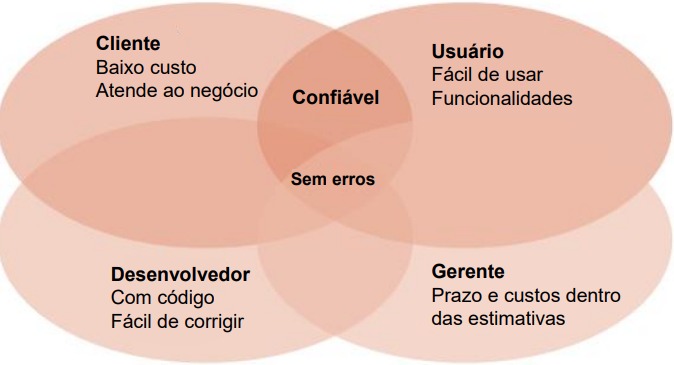 Cliente
Baixo custo
Atende ao negócio
Confiável
Usuário
Fácil de usar
Funcionalidades
Sem erros
Desenvolvedor
Com código
Fácil de corrigir
Gerente
Prazo e custos dentro
das estimativas